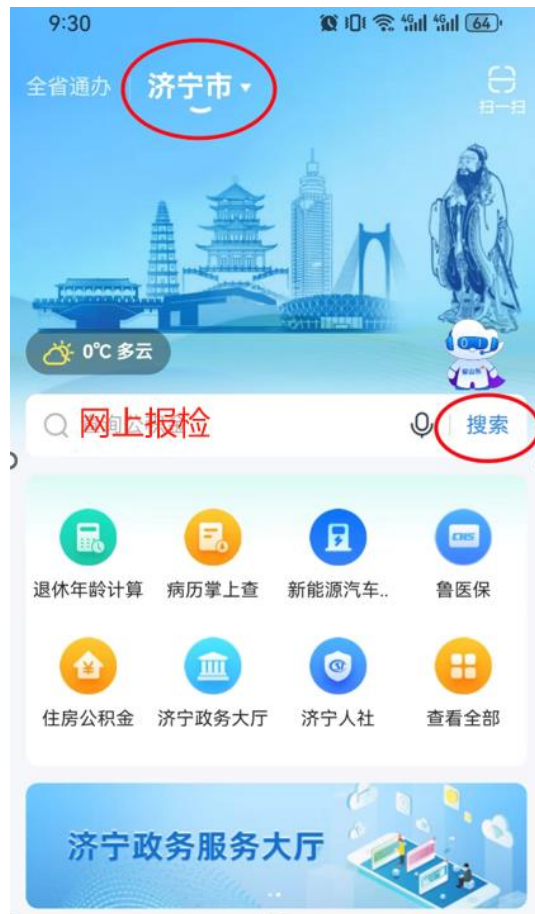 9:30
4G 4G 64
全省通办 济宁市
扫一扫
0℃ 多云
网上报检
搜索
退休年龄计算 病历掌上查 新能源汽车.. 鲁医保
住房公积金 济宁政务大厅 济宁人社 查看全部
济宁政务服务大厅